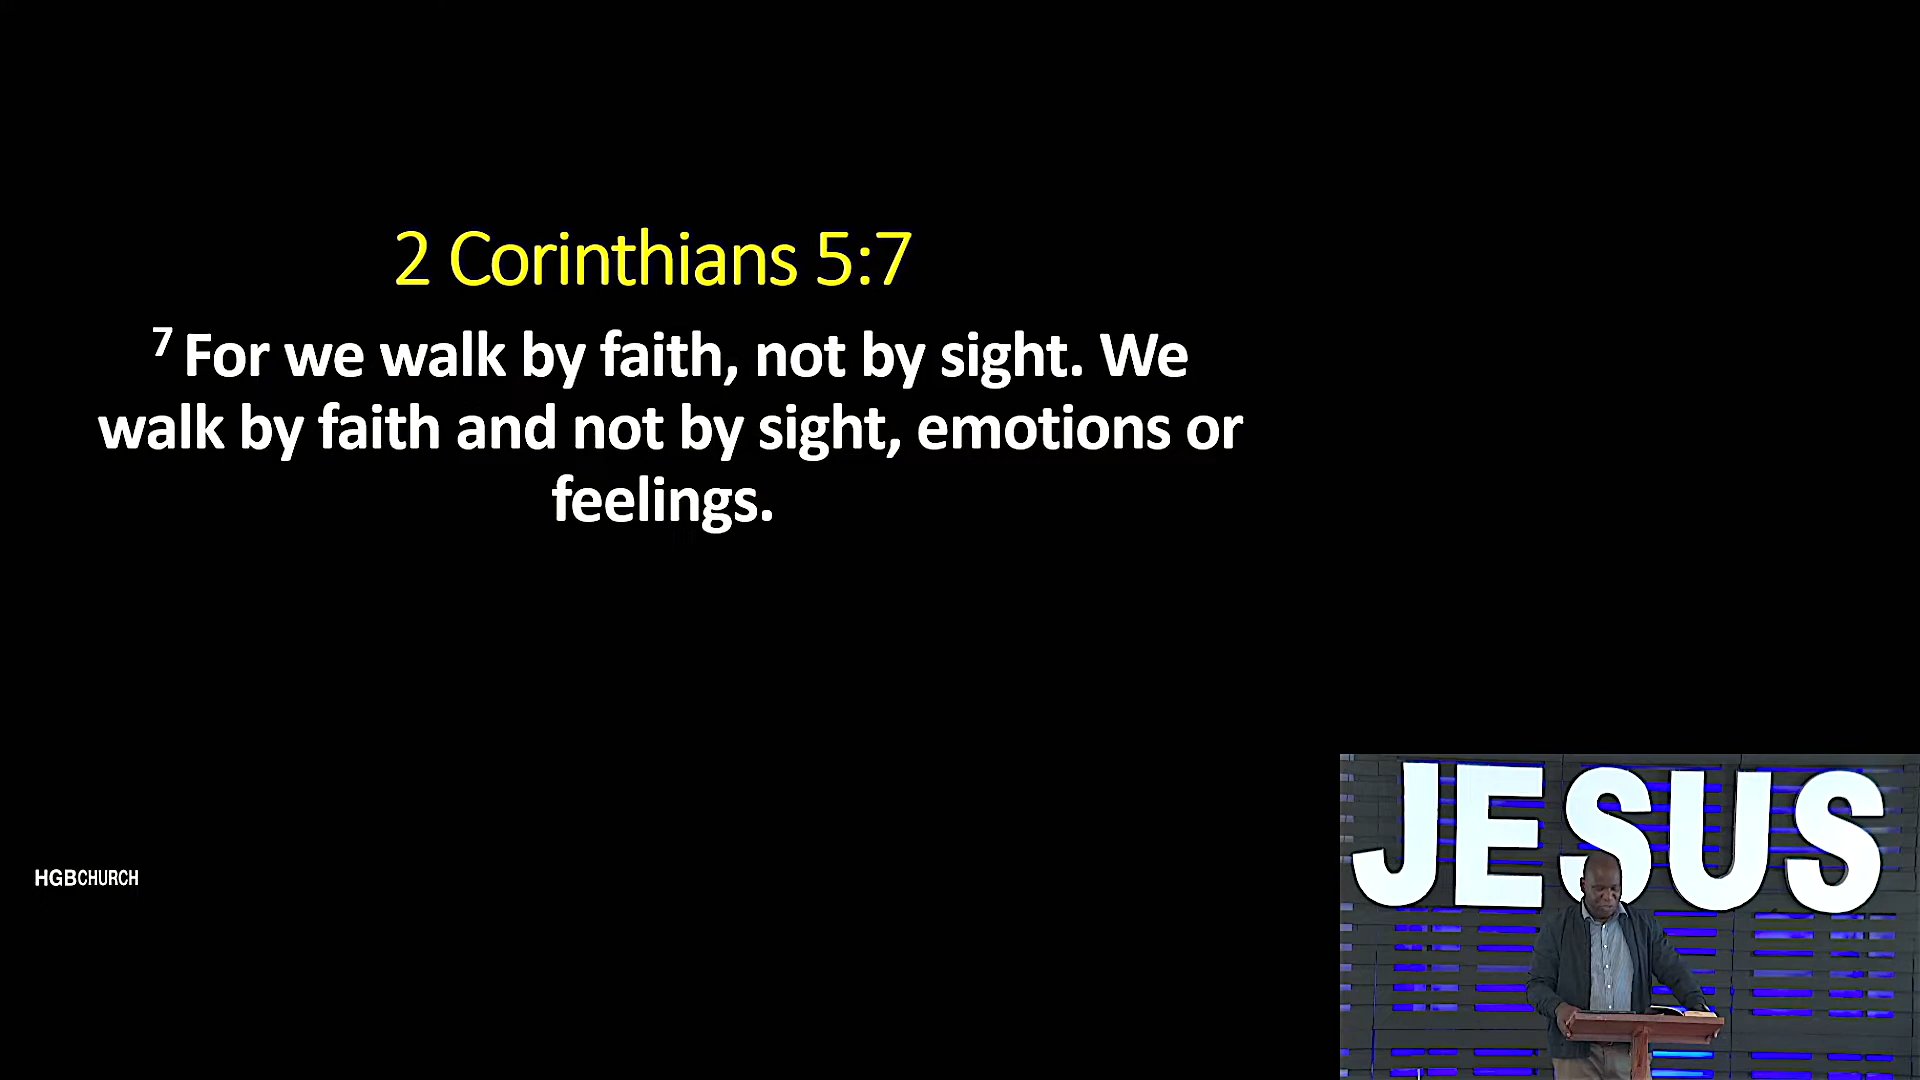 2 Corinthians 5:7
7 For we walk by faith, not by sight. We
walk by faith and not by sight, emotions or
feelings.
HGBCHURCH
JESUS